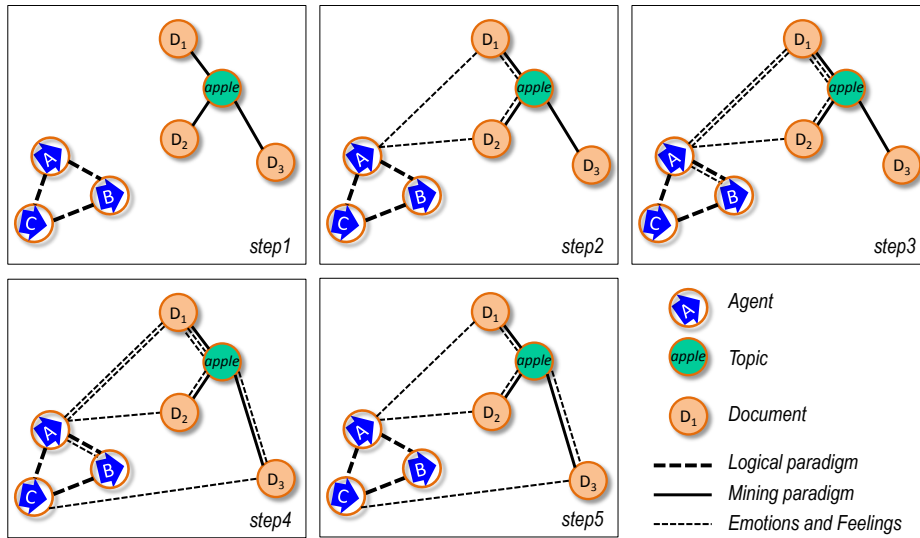 D1
apple
D2
D3
A
B
C
step1
D1
apple
D2
D3
A
B
C
step2
D1
apple
D2
D3
A
B
C
step3
D1
apple
D2
D3
A
B
C
step4
D1
apple
D2
D3
A
B
C
step5
A Agent
apple Topic
D1 Document
Logical paradigm
Mining paradigm
Emotions and Feelings